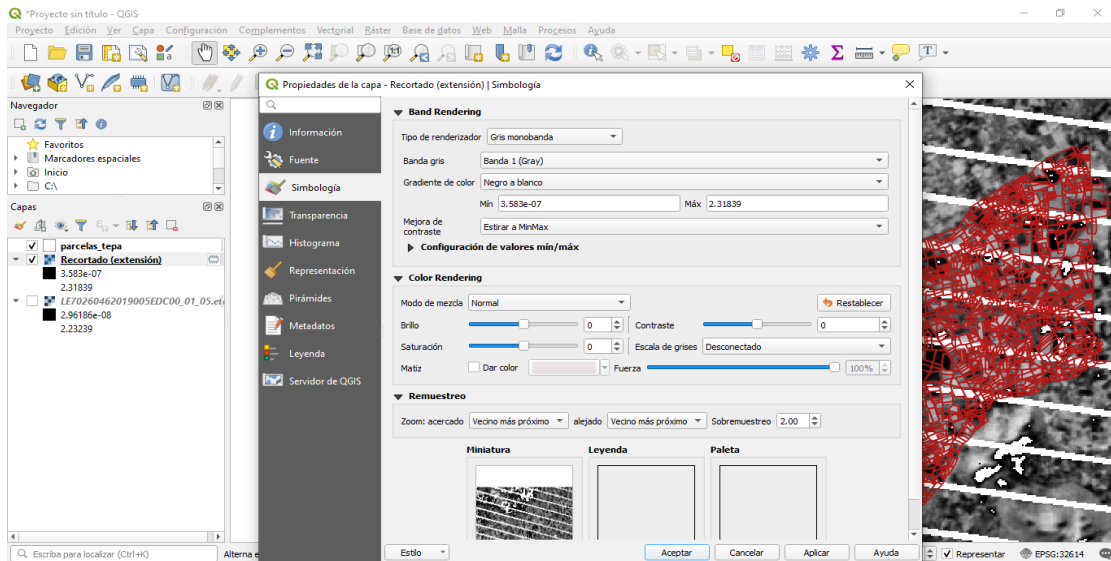 *Proyecto sin título - QGIS
Proyecto Edición Ver Capa Configuración Complementos Vectorial Ráster Base de datos Web Malla Procesos Ayuda
Navegador
Favoritos
Marcadores espaciales
Inicio
C:\
Capas
parcelas_tepa
Recortado (extensión)
3.583e-07
2.31839
LE70260462019005EDC00_01_05.et
2.96186e-08
2.23239
Escriba para localizar (Ctrl+K)
Alterna e
Propiedades de la capa - Recortado (extensión) | Simbología
Información
Fuente
Simbología
Transparencia
Histograma
Representación
Pirámides
Metadatos
Leyenda
Servidor de QGIS
Band Rendering
Tipo de renderizador Gris monobanda
Banda gris Banda 1 (Gray)
Gradiente de color Negro a blanco
Mín 3.583e-07 Máx 2.31839
Mejora de contraste Estirar a MinMax
Configuración de valores mín/máx
Color Rendering
Modo de mezcla Normal Restablecer
Brillo 0 Contraste 0
Saturación 0 Escala de grises Desconectado
Matiz Dar color Fuerza 100%
Remuestreo
Zoom: acercado Vecino más próximo alejado Vecino más próximo Sobremuestreo 2.00
Miniatura Leyenda Paleta
Estilo Aceptar Cancelar Aplicar Ayuda
Representar EPSG:32614